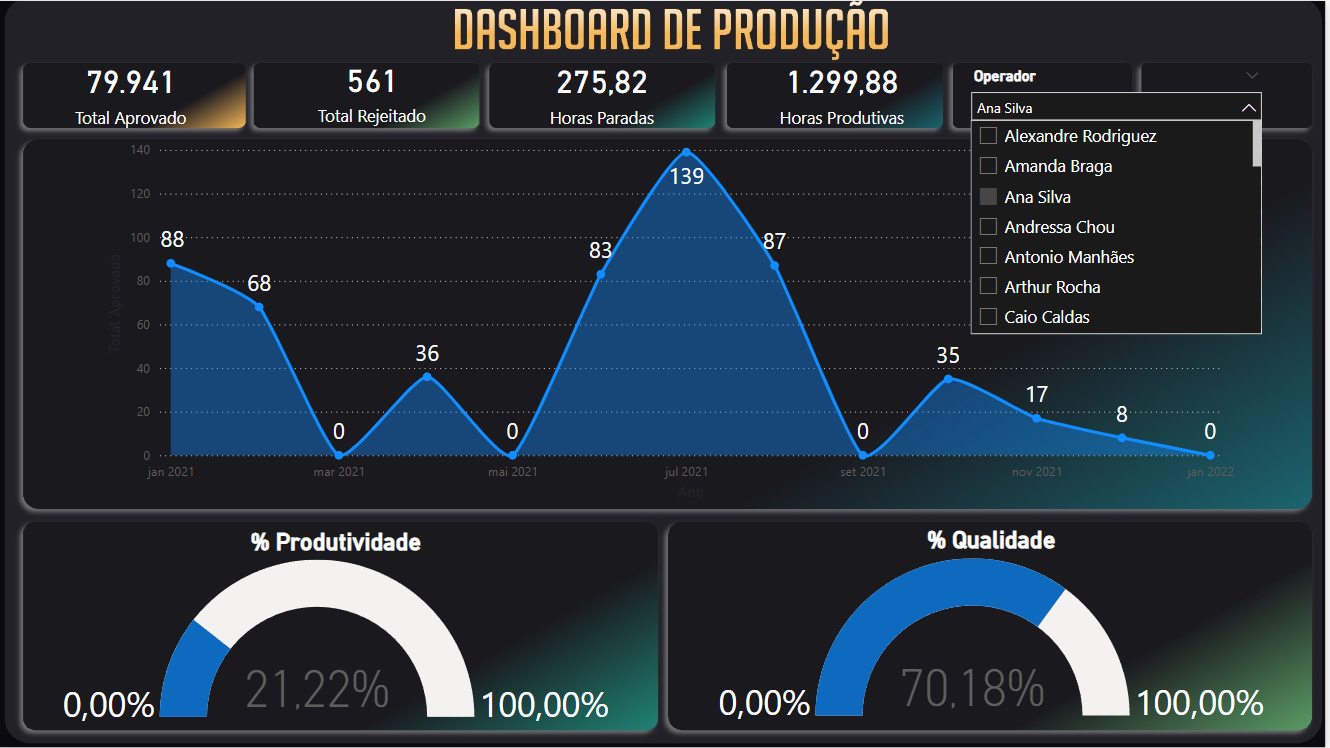 DASHBOARD DE PRODUÇÃO
79.941
Total Aprovado
561
Total Rejeitado
275,82
Horas Paradas
1.299,88
Horas Produtivas
Operador
Ana Silva
Alexandre Rodriguez
Amanda Braga
Ana Silva
Andressa Chou
Antonio Manhães
Arthur Rocha
Caio Caldas
Total Aprovado
140
120
100
80
60
40
20
0
88
68
0
36
0
83
139
87
0
35
17
8
0
jan 2021
mar 2021
mai 2021
jul 2021
set 2021
nov 2021
jan 2022
Ano
% Produtividade
21,22%
0,00%
100,00%
% Qualidade
70,18%
0,00%
100,00%